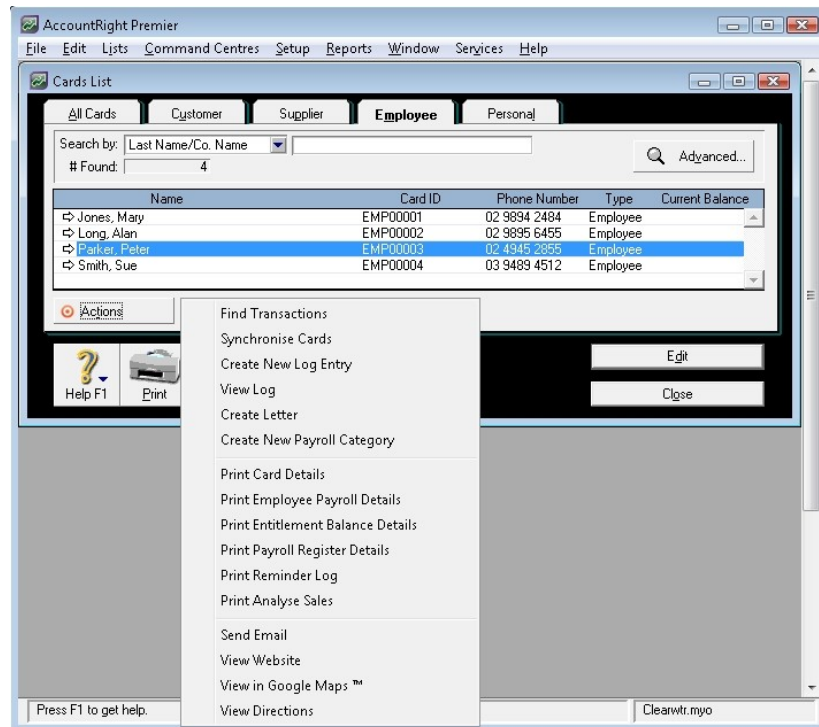 AccountRight Premier
File Edit Lists Command Centres Setup Reports Window Services Help
Cards List
All Cards Customer Supplier Employee Personal
Search by: Last Name/Co. Name
# Found: 4
Advanced...
Name Card ID Phone Number Type Current Balance
Jones, Mary EMP00001 02 9894 2484 Employee
Long, Alan EMP00002 02 9895 6455 Employee
Parker, Peter EMP00003 02 4945 2855 Employee
Smith, Sue EMP00004 03 9489 4512 Employee
Actions
Find Transactions
Synchronise Cards
Create New Log Entry
View Log
Create Letter
Create New Payroll Category
Print Card Details
Print Employee Payroll Details
Print Entitlement Balance Details
Print Payroll Register Details
Print Reminder Log
Print Analyse Sales
Send Email
View Website
View in Google Maps ™
View Directions
Help F1 Print
Edit
Close
Press F1 to get help.
Clearwtr.myo